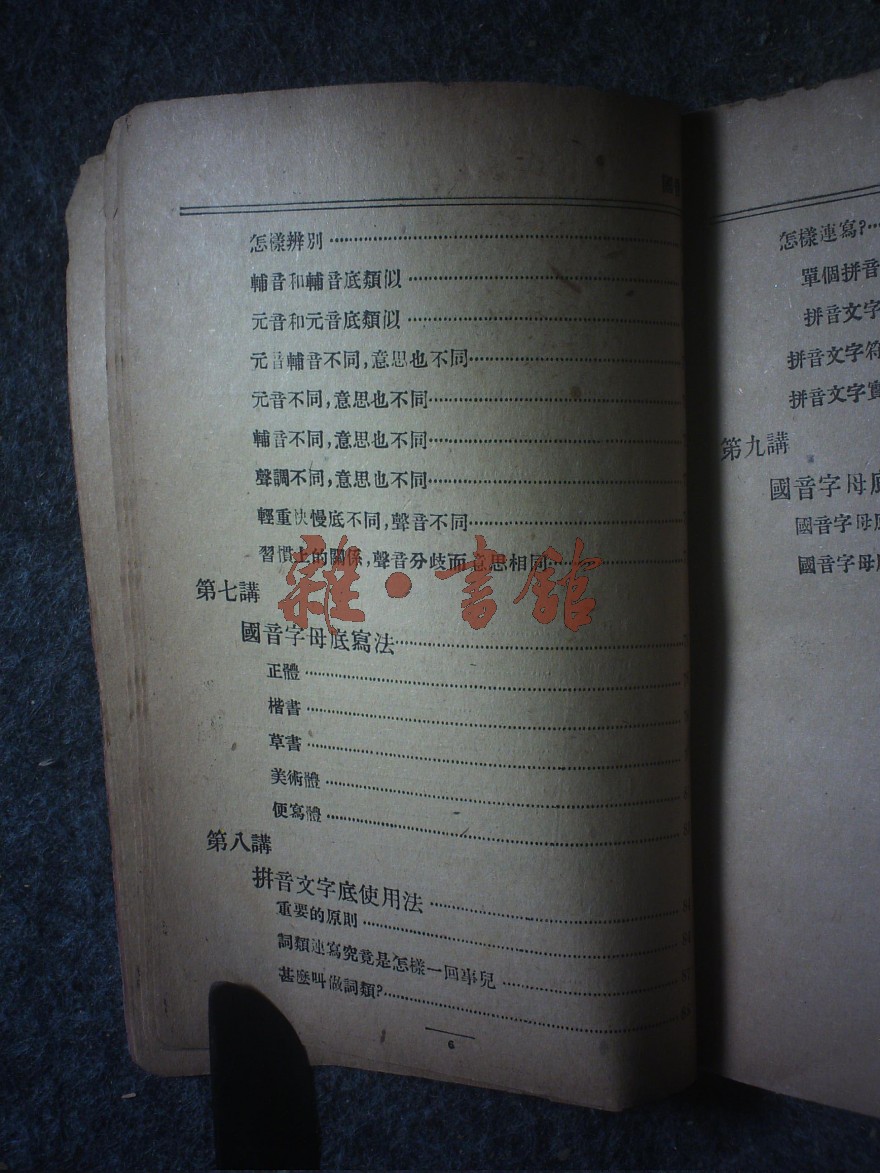 怎樣辨別
輔音和輔音底類似
元音和元音底類似
元音輔音不同,意思也不同
元音不同,意思也不同
輔音不同,意思也不同
聲調不同,意思也不同
輕重快慢底不同,聲音不同
習慣上的關係,聲音分歧而意思相同
第七講
國音字母底寫法
正體
楷書
草書
美術體
便寫體
第八講
拼音文字底使用法
重要的原則
詞類連寫究竟是怎樣一回事兒
甚麼叫做詞類?
6
雜·書館
怎樣連寫?
單個拼音
拼音文字
拼音文字符
拼音文字實
第九講
國音字母底
國音字母底
國音字母底